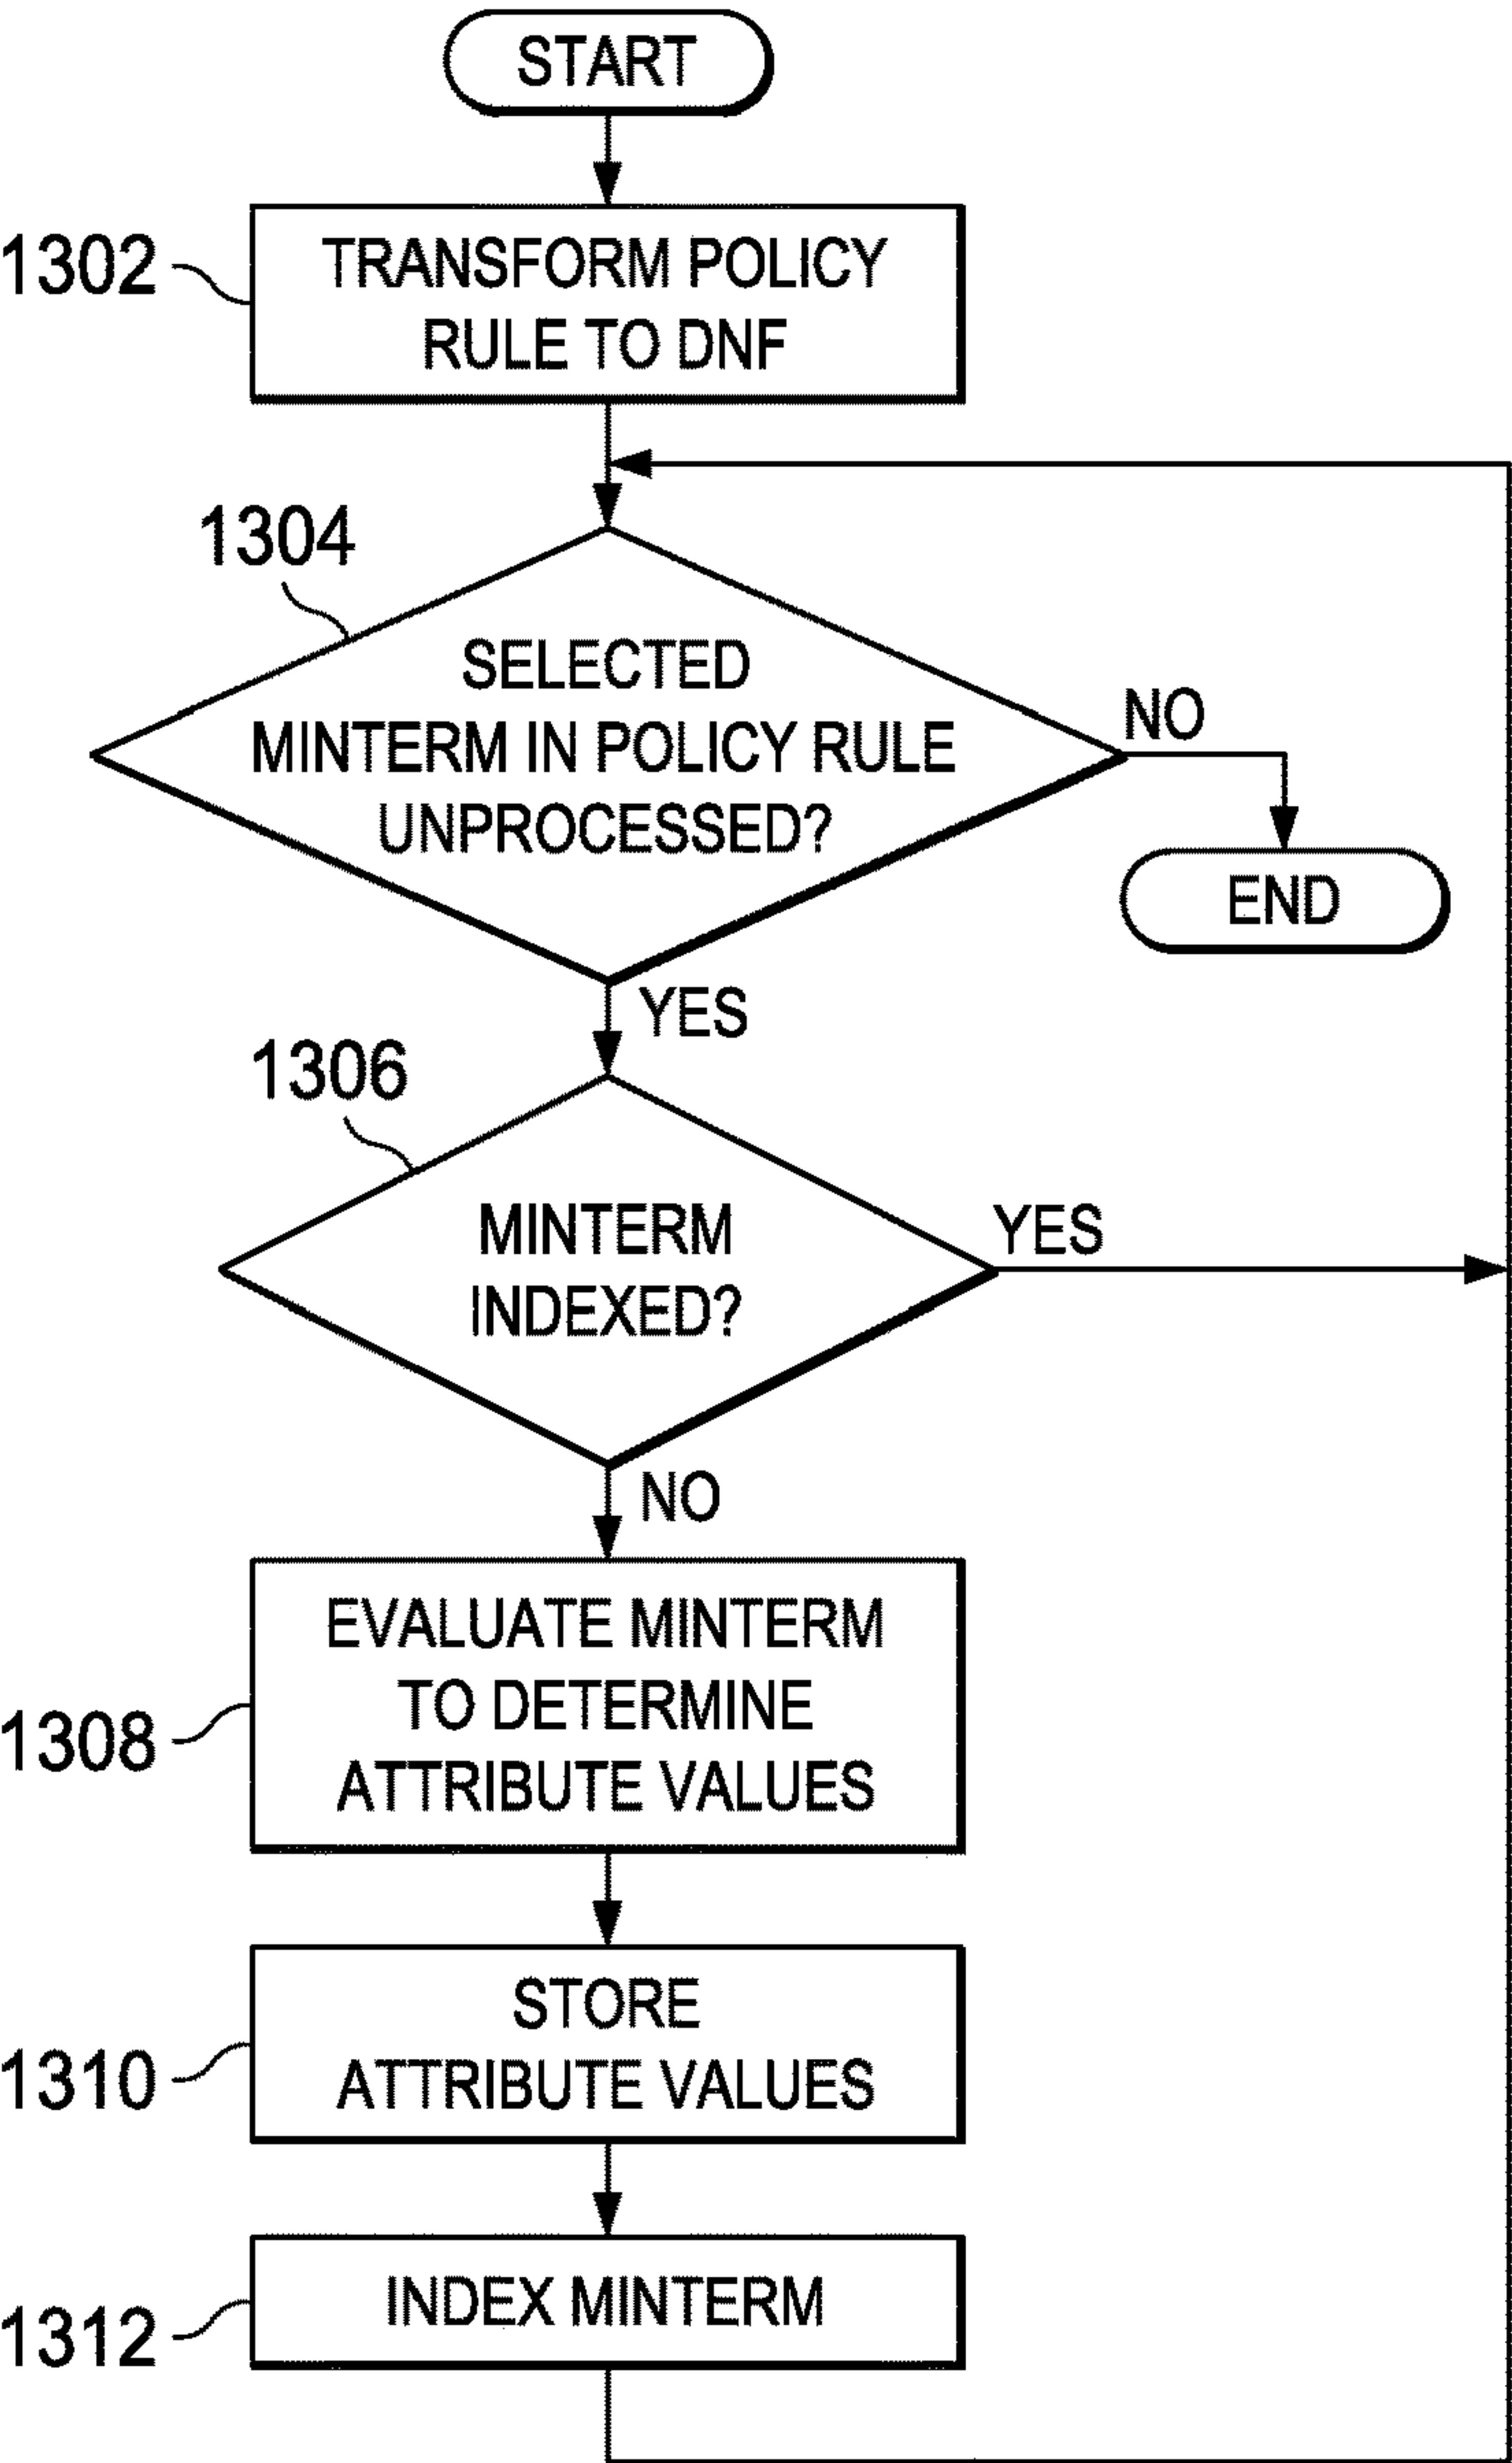 START
1302
TRANSFORM POLICY
RULE TO DNF
1304
SELECTED
MINTERM IN POLICY RULE
UNPROCESSED?
NO
END
YES
1306
MINTERM
INDEXED?
YES
NO
1308
EVALUATE MINTERM
TO DETERMINE
ATTRIBUTE VALUES
1310
STORE
ATTRIBUTE VALUES
1312
INDEX MINTERM